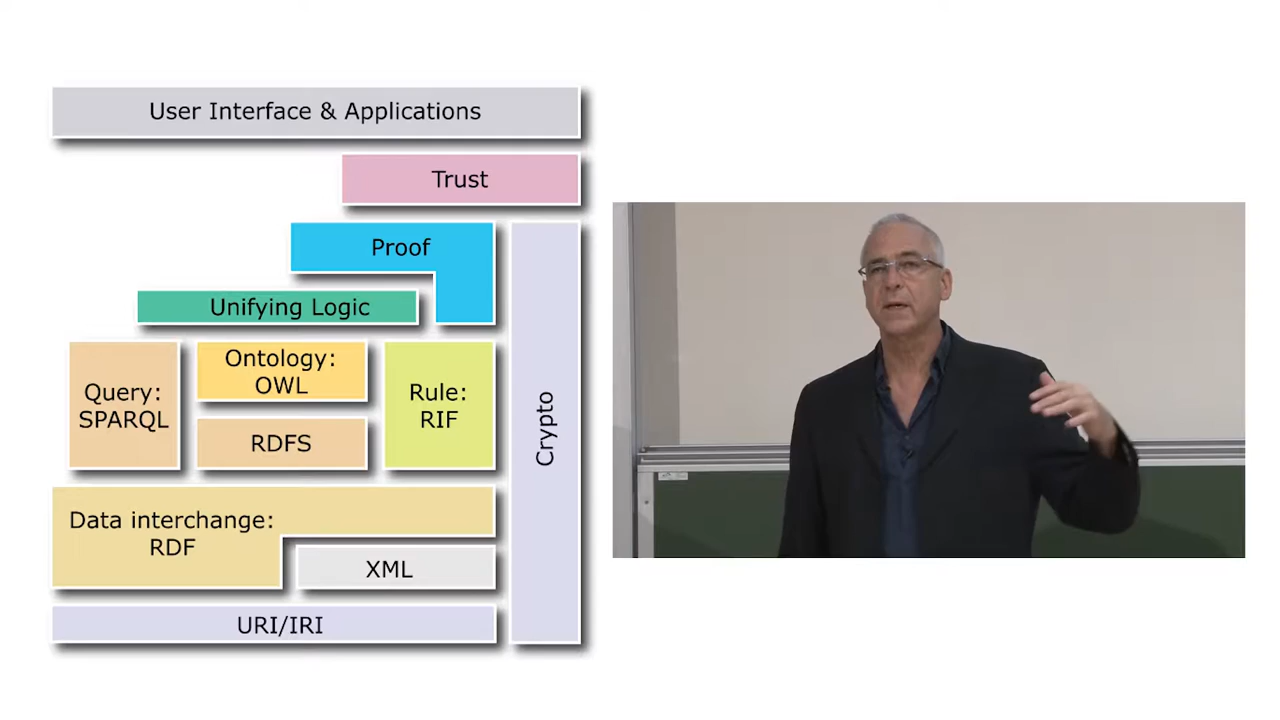 User Interface & Applications
Trust
Proof
Unifying Logic
Query:
SPARQL
Ontology:
OWL
Rule:
RIF
RDFS
Data interchange:
RDF
XML
URI/IRI
Crypto